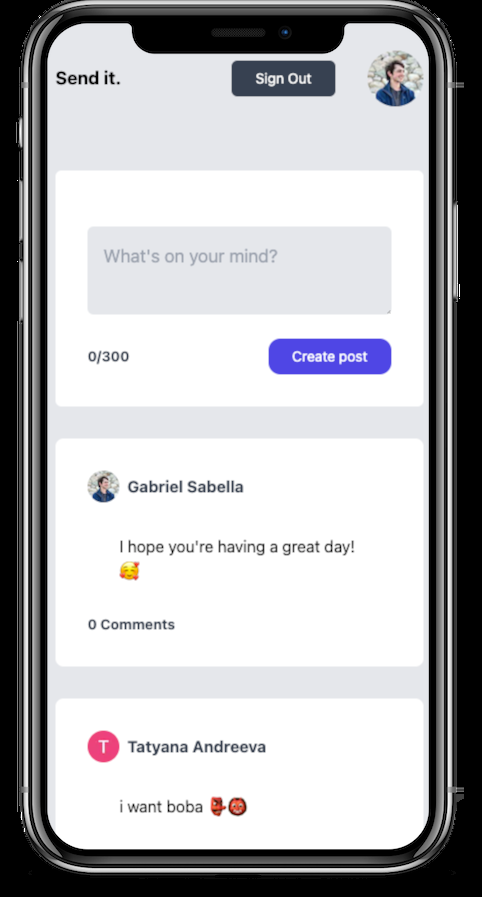 Send it.
Sign Out
What's on your mind?
0/300
Create post
Gabriel Sabella
I hope you're having a great day!
🥰
0 Comments
T
Tatyana Andreeva
i want boba 👺👹